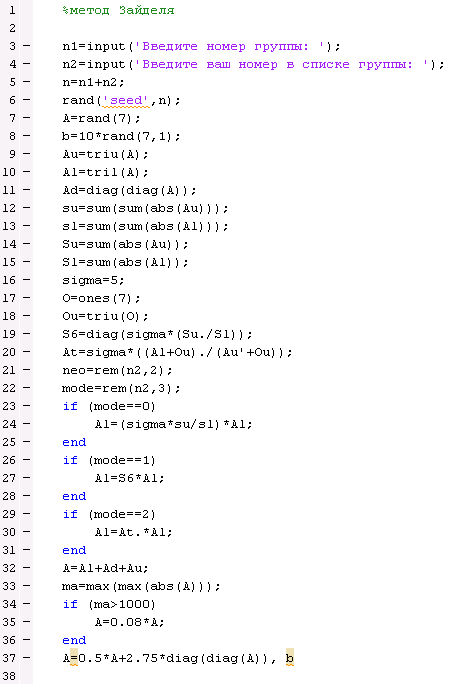 1 %метод Зайделя
2
3 – n1=input('Введите номер группы: ');
4 – n2=input('Введите ваш номер в списке группы: ');
5 – n=n1+n2;
6 – rand('seed',n);
7 – A=rand(7);
8 – b=10*rand(7,1);
9 – Au=triu(A);
10 – Al=tril(A);
11 – Ad=diag(diag(A));
12 – su=sum(sum(abs(Au)));
13 – sl=sum(sum(abs(Al)));
14 – Su=sum(abs(Au));
15 – Sl=sum(abs(Al));
16 – sigma=5;
17 – O=ones(7);
18 – Ou=triu(O);
19 – S6=diag(sigma*(Su./Sl));
20 – At=sigma*((Al+Ou)./(Au'+Ou));
21 – neo=rem(n2,2);
22 – mode=rem(n2,3);
23 – if (mode==0)
24 – Al=(sigma*su/sl)*Al;
25 – end
26 – if (mode==1)
27 – Al=S6*Al;
28 – end
29 – if (mode==2)
30 – Al=At.*Al;
31 – end
32 – A=Al+Ad+Au;
33 – ma=max(max(abs(A)));
34 – if (ma>1000)
35 – A=0.08*A;
36 – end
37 – A=0.5*A+2.75*diag(diag(A)), b
38